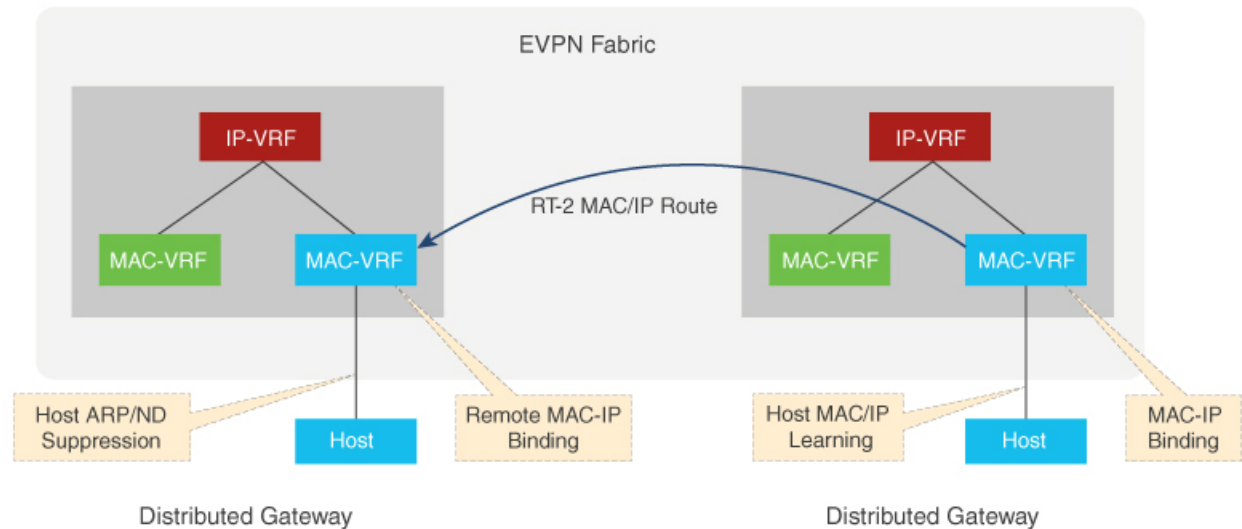 EVPN Fabric
IP-VRF
IP-VRF
RT-2 MAC/IP Route
MAC-VRF
MAC-VRF
MAC-VRF
MAC-VRF
Host ARP/ND
Suppression
Host
Remote MAC-IP
Binding
Host MAC/IP
Learning
Host
MAC-IP
Binding
Distributed Gateway
Distributed Gateway